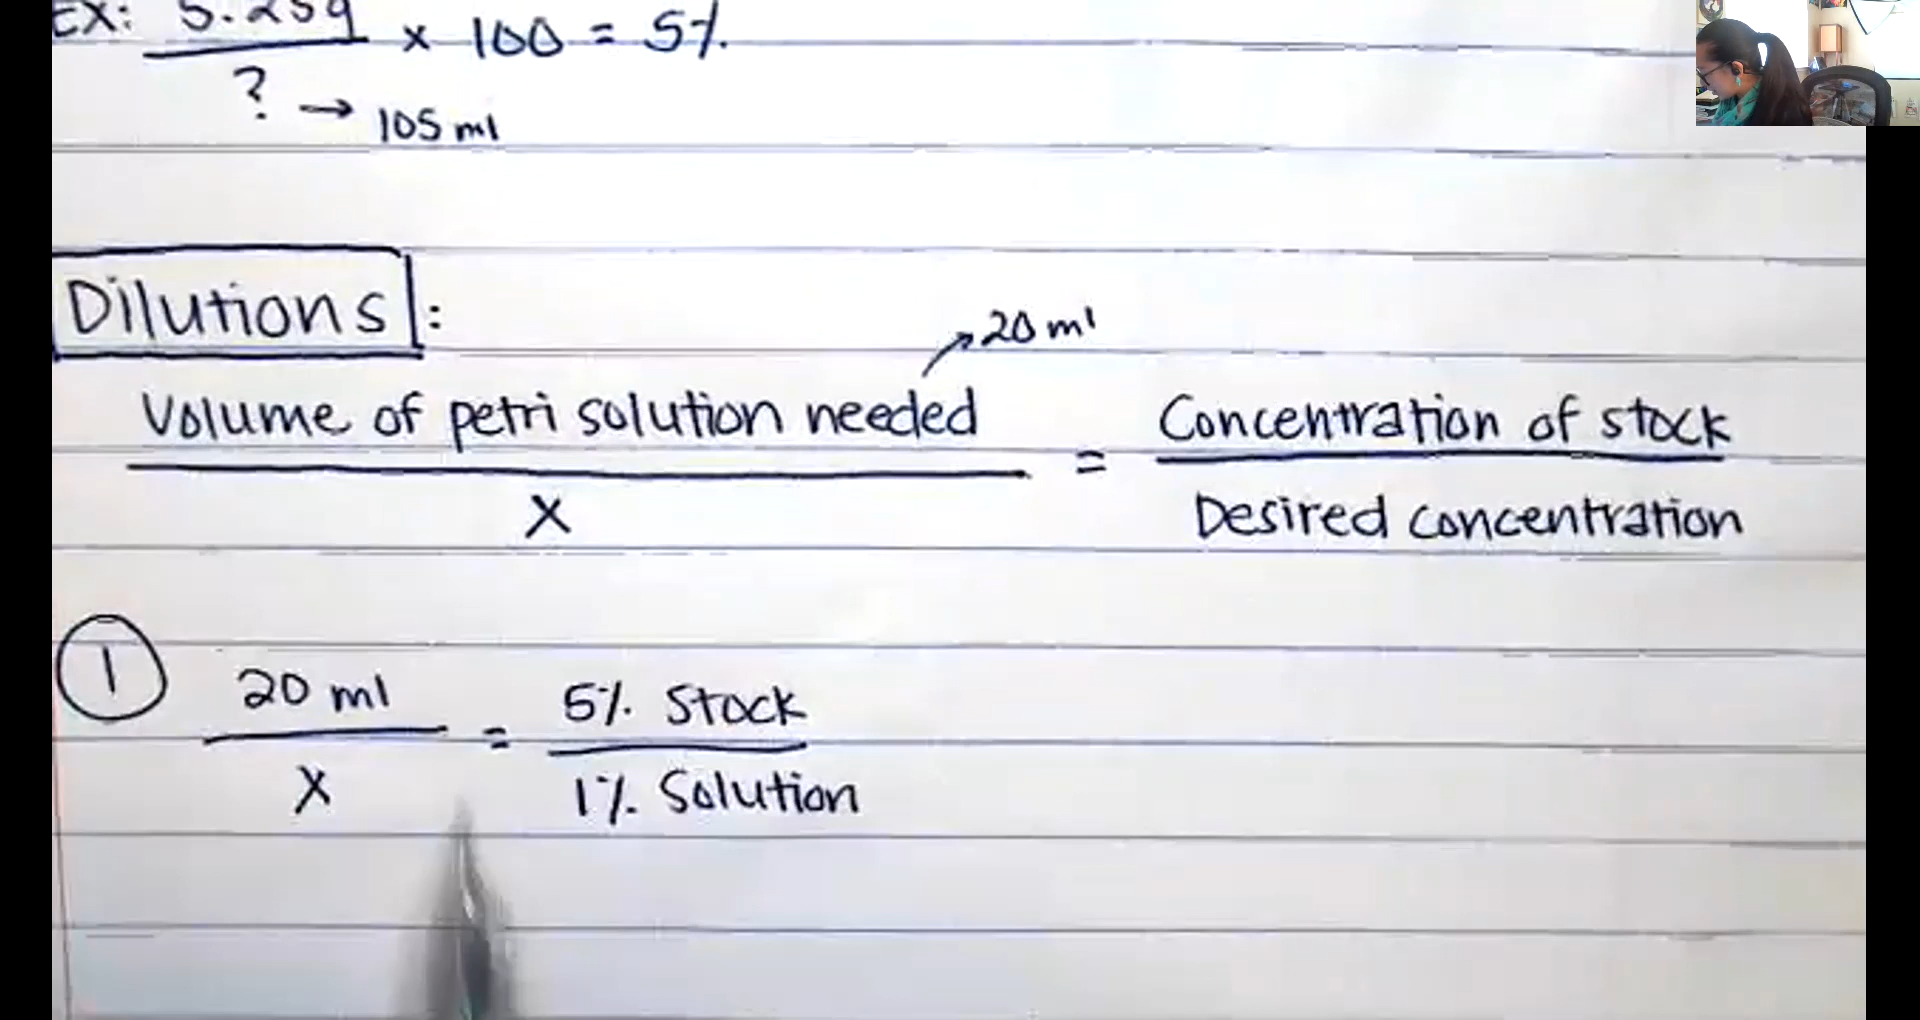 EX: 5.25g
× 100 = 5%
? → 105 ml
Dilutions:
→20 ml
Volume of petri solution needed
=
Concentration of stock
X
Desired concentration
1
20 ml
=
5% Stock
X
1% Solution